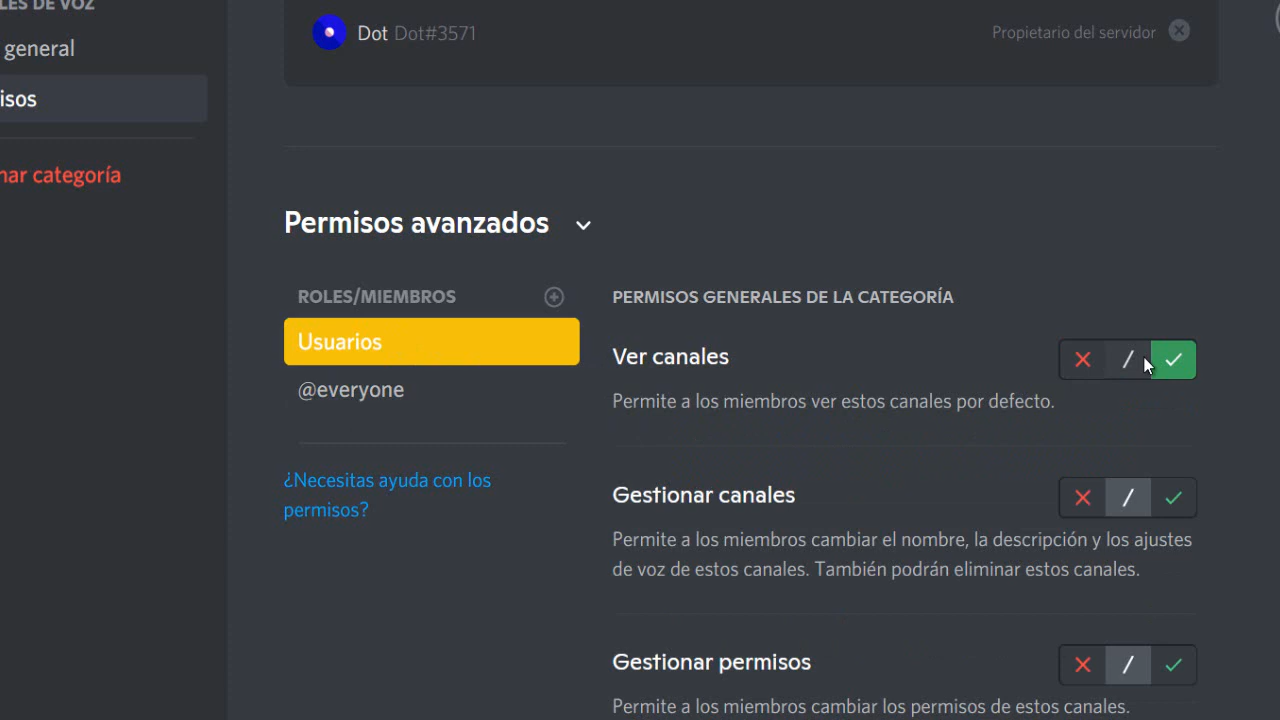 LES DE VOZ
general
isos
nar categoría
Dot Dot#3571
Propietario del servidor
Permisos avanzados
ROLES/MIEMBROS
Usuarios
@everyone
¿Necesitas ayuda con los
permisos?
PERMISOS GENERALES DE LA CATEGORÍA
Ver canales
Permite a los miembros ver estos canales por defecto.
Gestionar canales
Permite a los miembros cambiar el nombre, la descripción y los ajustes
de voz de estos canales. También podrán eliminar estos canales.
Gestionar permisos
Permite a los miembros cambiar los permisos de estos canales.